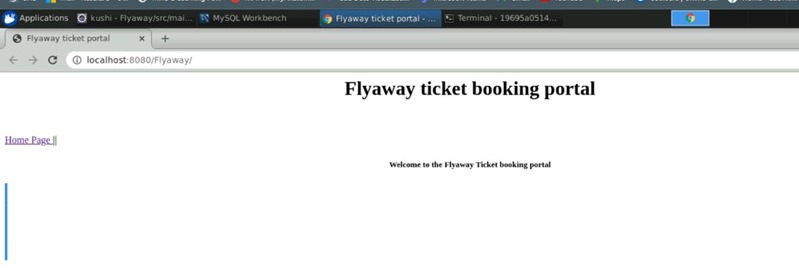 Applications
kushi - Flyaway/src/mai...
MySQL Workbench
Flyaway ticket portal - ...
Terminal - 19695a0514...
Flyaway ticket portal
localhost:8080/Flyaway/
Flyaway ticket booking portal
Home Page ||
Welcome to the Flyaway Ticket booking portal